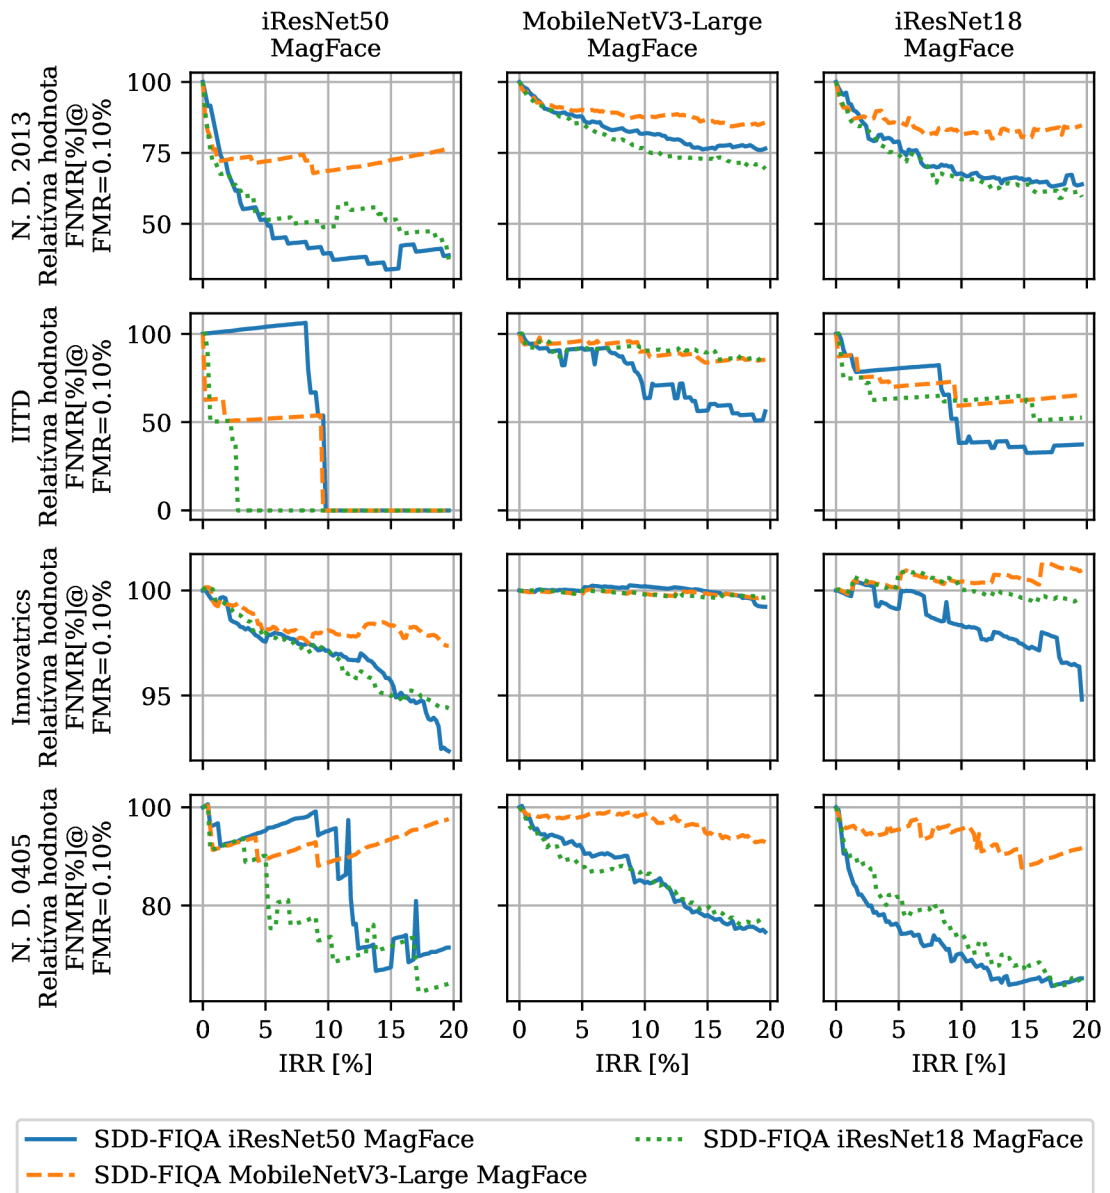 iResNet50
MagFace
MobileNetV3-Large
MagFace
iResNet18
MagFace
N. D. 2013
Relatívna hodnota
FNMR[%]@
FMR=0.10%
100
75
50
IITD
Relatívna hodnota
FNMR[%]@
FMR=0.10%
100
50
0
Innovatrics
Relatívna hodnota
FNMR[%]@
FMR=0.10%
100
95
N. D. 0405
Relatívna hodnota
FNMR[%]@
FMR=0.10%
100
80
0 5 10 15 20
0 5 10 15 20
0 5 10 15 20
IRR [%]
IRR [%]
IRR [%]
SDD-FIQA iResNet50 MagFace
SDD-FIQA MobileNetV3-Large MagFace
SDD-FIQA iResNet18 MagFace